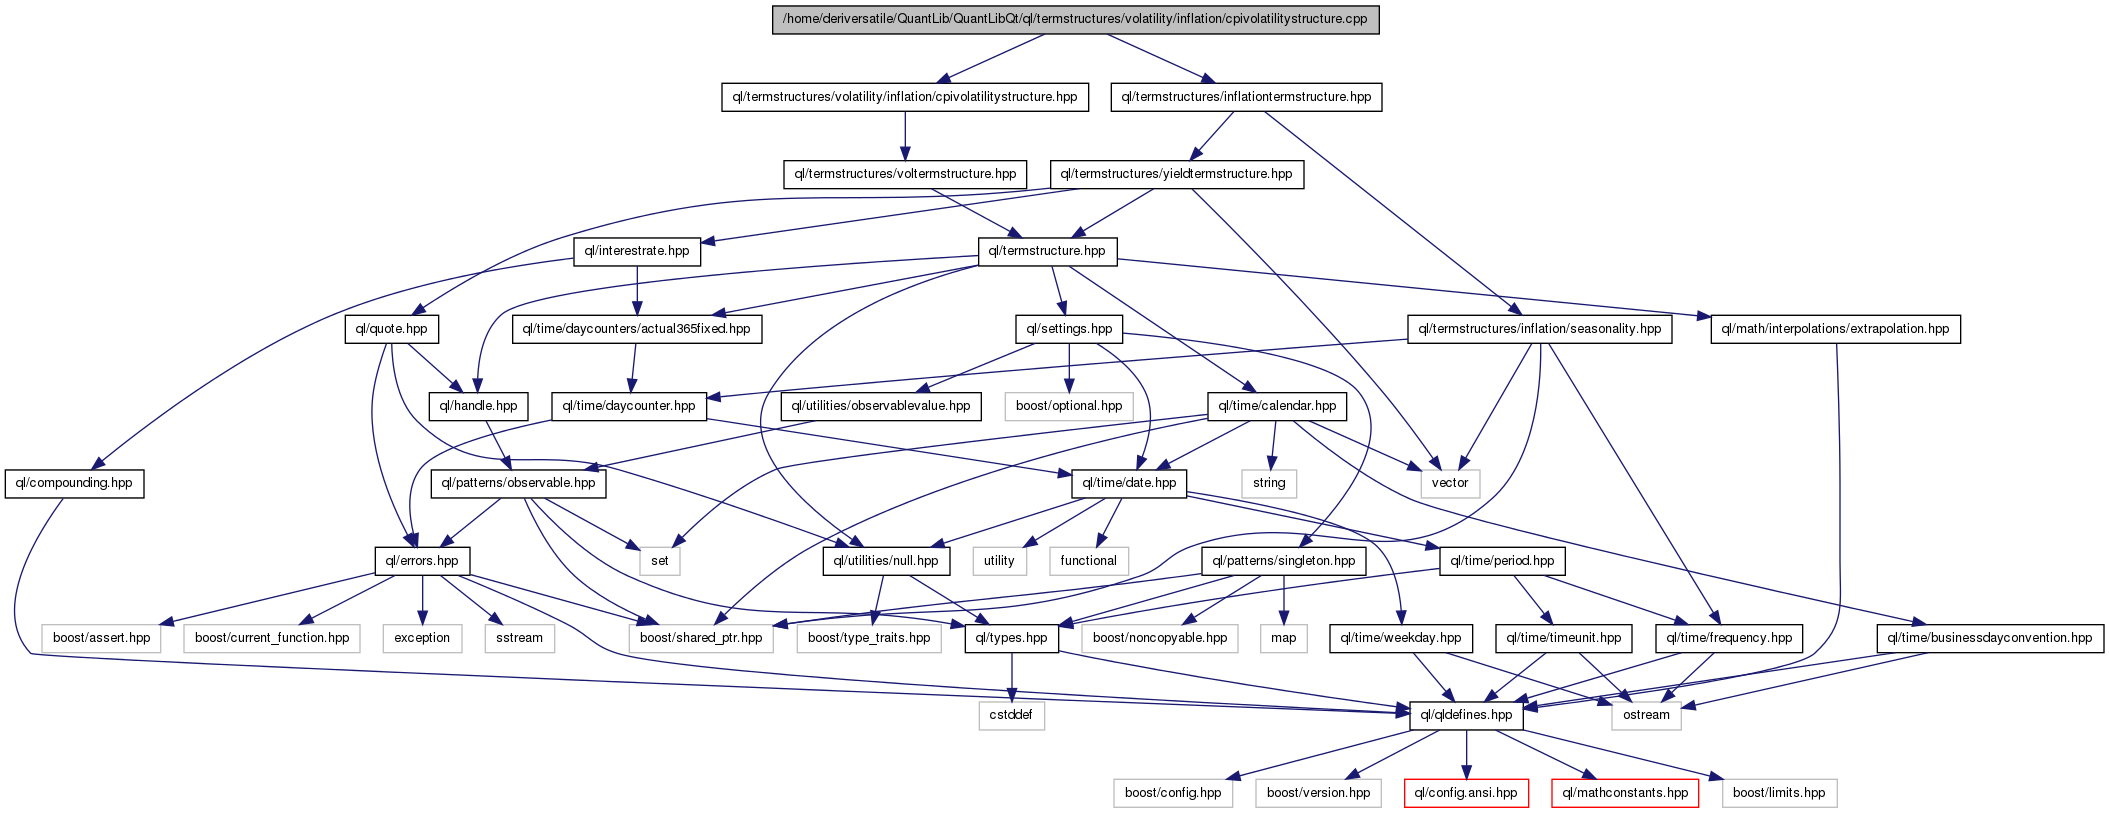 /home/deriversatile/QuantLib/QuantLibQt/ql/termstructures/volatility/inflation/cpivolatilitystructure.cpp
ql/termstructures/volatility/inflation/cpivolatilitystructure.hpp
ql/termstructures/inflationtermstructure.hpp
ql/termstructures/voltermstructure.hpp
ql/termstructures/yieldtermstructure.hpp
ql/interestrate.hpp
ql/termstructure.hpp
ql/quote.hpp
ql/time/daycounters/actual365fixed.hpp
ql/settings.hpp
ql/termstructures/inflation/seasonality.hpp
ql/math/interpolations/extrapolation.hpp
ql/handle.hpp
ql/time/daycounter.hpp
ql/utilities/observablevalue.hpp
boost/optional.hpp
ql/time/calendar.hpp
ql/compounding.hpp
ql/patterns/observable.hpp
ql/time/date.hpp
string
vector
ql/errors.hpp
set
ql/utilities/null.hpp
utility
functional
ql/patterns/singleton.hpp
ql/time/period.hpp
boost/assert.hpp
boost/current_function.hpp
exception
sstream
boost/shared_ptr.hpp
boost/type_traits.hpp
ql/types.hpp
boost/noncopyable.hpp
map
ql/time/weekday.hpp
ql/time/timeunit.hpp
ql/time/frequency.hpp
ql/time/businessdayconvention.hpp
cstddef
ql/qldefines.hpp
ostream
boost/config.hpp
boost/version.hpp
ql/config.ansi.hpp
ql/mathconstants.hpp
boost/limits.hpp